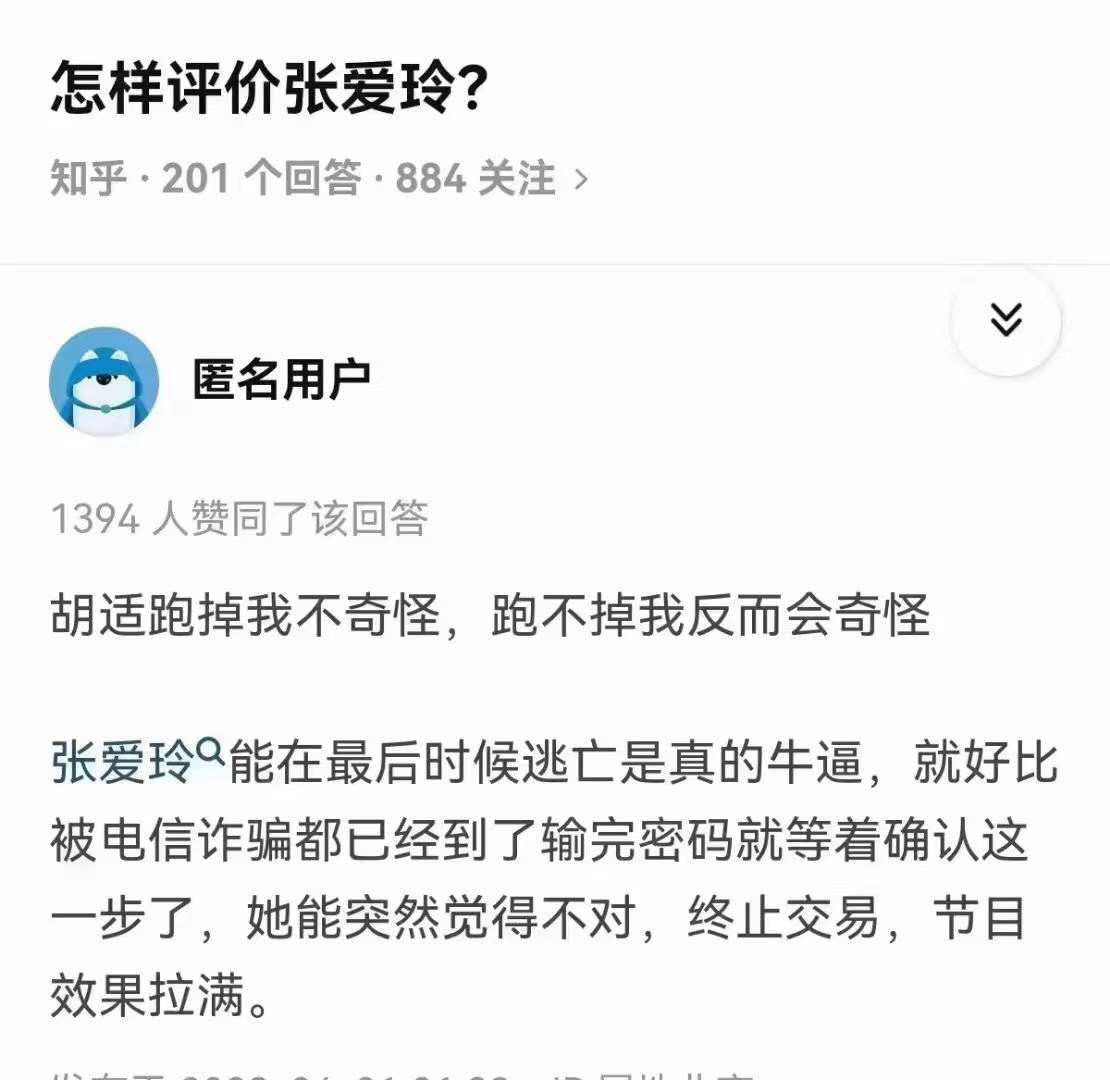 怎样评价张爱玲？
知乎 · 201 个回答 · 884 关注 >
匿名用户
1394 人赞同了该回答
胡适跑掉我不奇怪，跑不掉我反而会奇怪
张爱玲能在最后时候逃亡是真的牛逼，就好比
被电信诈骗都已经到了输完密码就等着确认这
一步了，她能突然觉得不对，终止交易，节目
效果拉满。